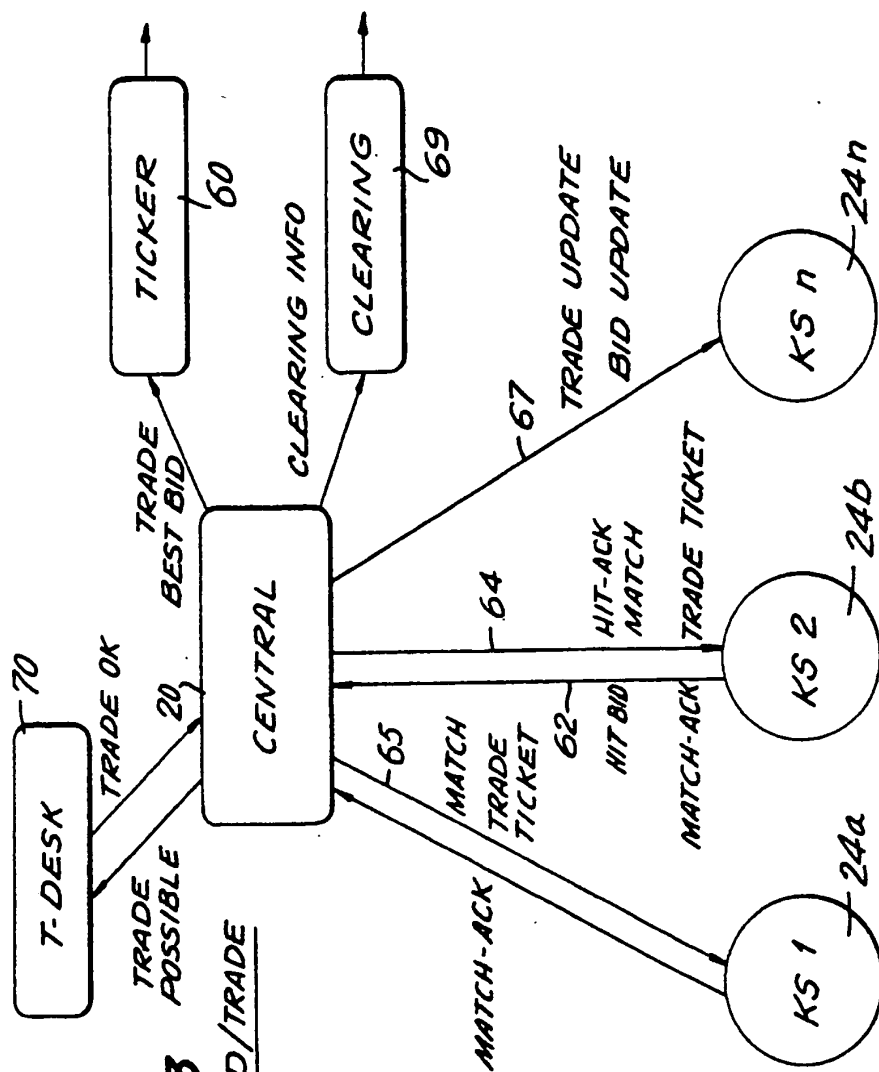 T-DESK
70
TRADE OK
TRADE
POSSIBLE
3
D/TRADE
20
CENTRAL
TRADE
BEST BID
TICKER
60
CLEARING INFO
CLEARING
69
MATCH-ACK
65
MATCH
TRADE
TICKET
62
HIT BID
MATCH-ACK
64
HIT-ACK
MATCH
TRADE TICKET
67
TRADE UPDATE
BID UPDATE
KS 1
24a
KS 2
24b
KS n
24n